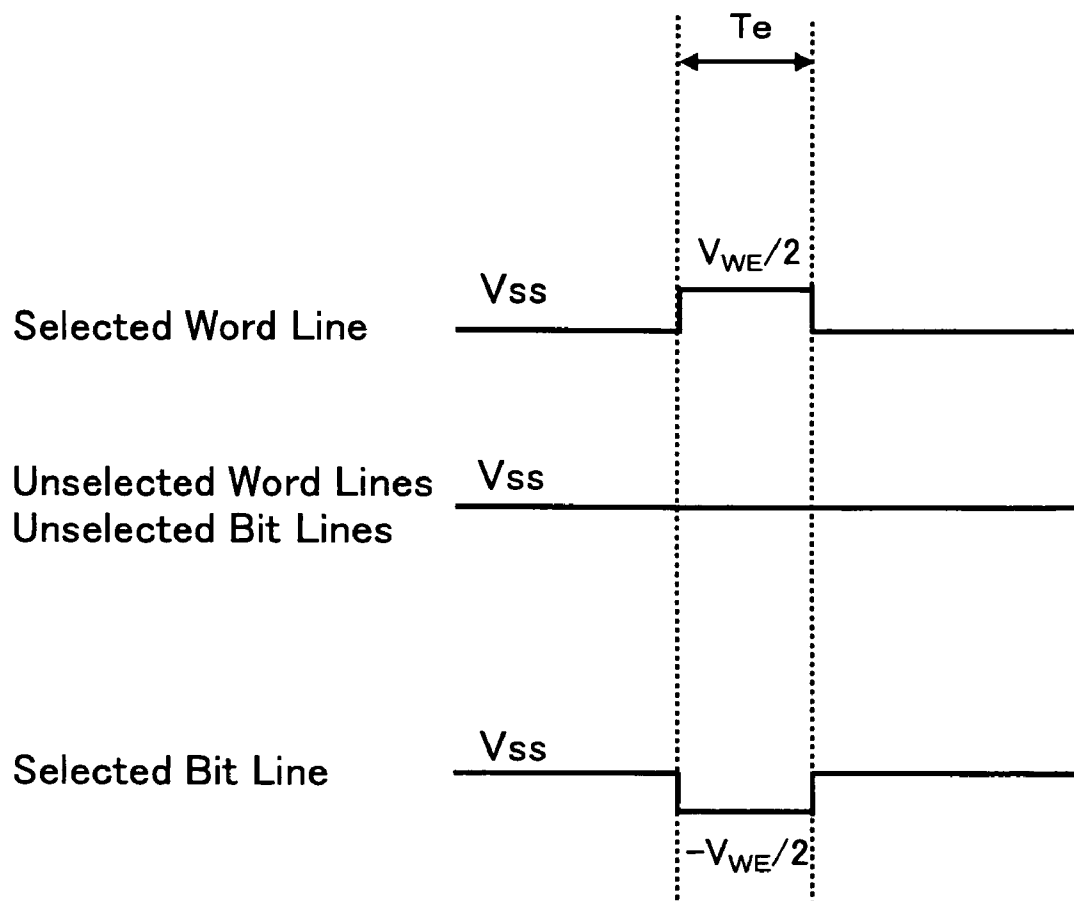 Te
V_WE/2
Vss
Selected Word Line
Vss
Unselected Word Lines
Unselected Bit Lines
Vss
Selected Bit Line
-V_WE/2